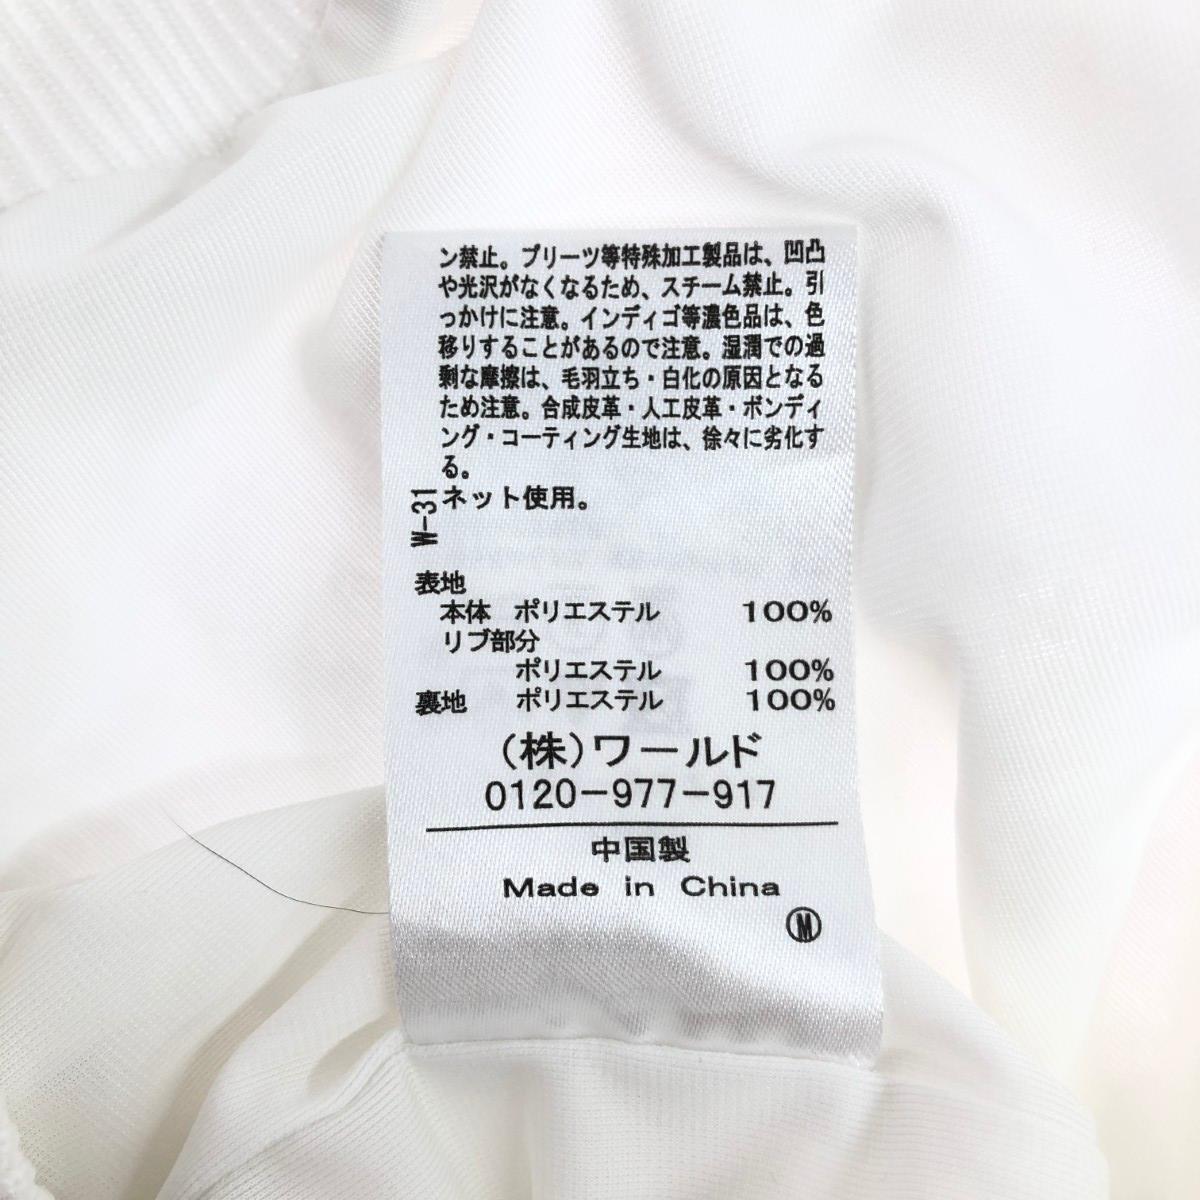 ン禁止。プリーツ等特殊加工製品は、凹凸
や光沢がなくなるため、スチーム禁止。引
っかけに注意。インディゴ等濃色品は、色
移りすることがあるので注意。湿潤での過
剰な摩擦は、毛羽立ち・白化の原因となる
ため注意。合成皮革・人工皮革・ボンディ
ング・コーティング生地は、徐々に劣化す
る。
ネット使用。
W-31
表地
本体 ポリエステル 100%
リブ部分
ポリエステル 100%
裏地 ポリエステル 100%
(株)ワールド
0120-977-917
中国製
Made in China
Ⓜ